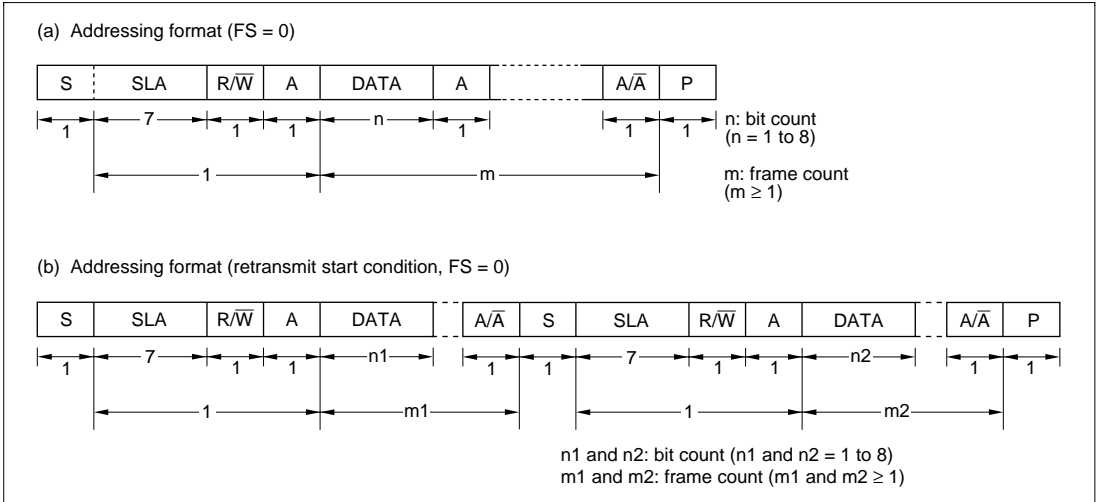 (a) Addressing format (FS = 0)
S SLA R/W̅ A DATA A A/A̅ P
1 7 1 1 n 1 1 1
n: bit count
(n = 1 to 8)
1 m
m: frame count
(m ≥ 1)
(b) Addressing format (retransmit start condition, FS = 0)
S SLA R/W̅ A DATA A/A̅ S SLA R/W̅ A DATA A/A̅ P
1 7 1 1 n1 1 1 7 1 1 n2 1 1
1 m1 1 m2
n1 and n2: bit count (n1 and n2 = 1 to 8)
m1 and m2: frame count (m1 and m2 ≥ 1)